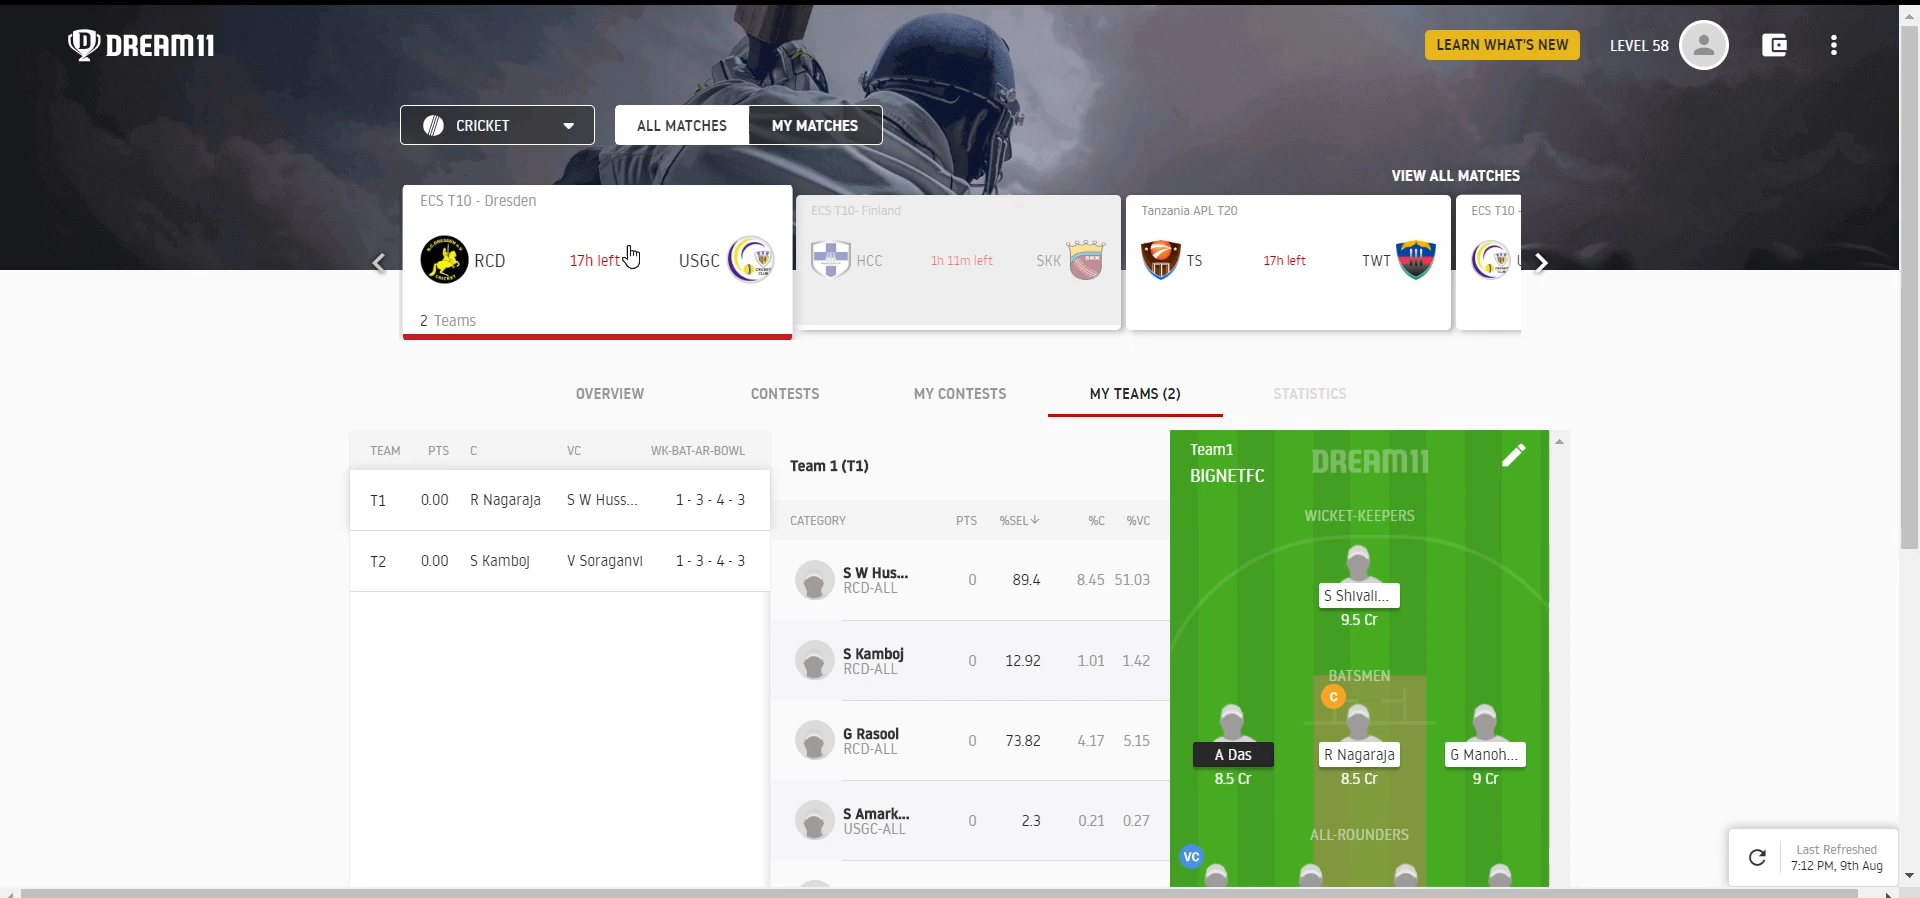 DREAM11
LEARN WHAT'S NEW
LEVEL 58
CRICKET
ALL MATCHES
MY MATCHES
VIEW ALL MATCHES
ECS T10 - Dresden
RCD
17h left
USGC
2 Teams
ECS T10- Finland
HCC
1h 11m left
SKK
Tanzania APL T20
TS
17h left
TWT
ECS T10 -
OVERVIEW
CONTESTS
MY CONTESTS
MY TEAMS (2)
STATISTICS
TEAM PTS C VC WK-BAT-AR-BOWL
T1 0.00 R Nagaraja S W Huss... 1 - 3 - 4 - 3
T2 0.00 S Kamboj V Soraganvi 1 - 3 - 4 - 3
Team 1 (T1)
CATEGORY PTS %SEL %C %VC
S W Hus... 0 89.4 8.45 51.03
RCD-ALL
S Kamboj 0 12.92 1.01 1.42
RCD-ALL
G Rasool 0 73.82 4.17 5.15
RCD-ALL
S Amark... 0 2.3 0.21 0.27
USGC-ALL
Team1
BIGNETFC
DREAM11
WICKET-KEEPERS
S Shivali...
9.5 Cr
BATSMEN
C
A Das R Nagaraja G Manoh...
8.5 Cr 8.5 Cr 9 Cr
ALL-ROUNDERS
VC
Last Refreshed
7:12 PM, 9th Aug